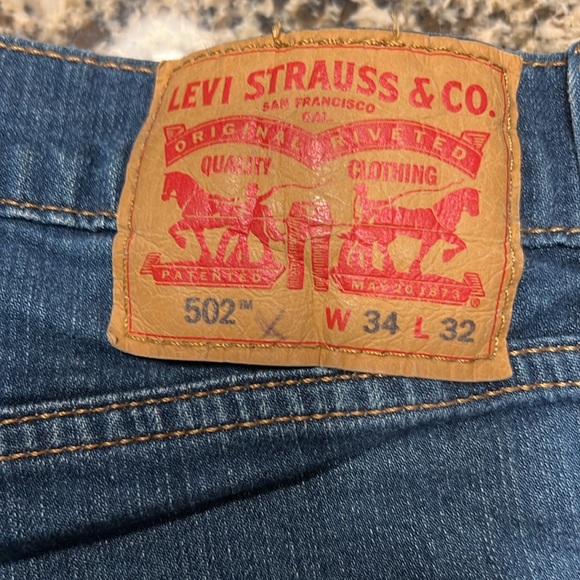 LEVI STRAUSS & CO.
SAN FRANCISCO
CAL.
ORIGINAL RIVETED
QUALITY CLOTHING
PATENTED MAY 20 1873 ®
502™ X W 34 L 32